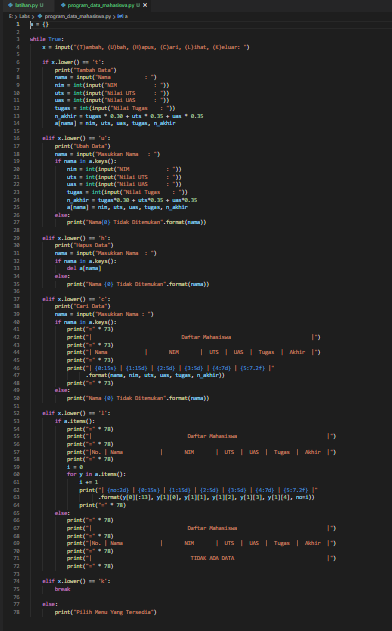 latihan.py U
program_data_mahasiswa.py U
E: > Labs > program_data_mahasiswa.py > a
1 a = {}
2
3 while True:
4 x = input("(T)ambah, (U)bah, (H)apus, (C)ari, (L)ihat, (K)eluar: ")
5
6 if x.lower() == 't':
7 print("Tambah Data")
8 nama = input("Nama : ")
9 nim = int(input("NIM : "))
10 uts = int(input("Nilai UTS : "))
11 uas = int(input("Nilai UAS : "))
12 tugas = int(input("Nilai Tugas : "))
13 n_akhir = tugas * 0.30 + uts * 0.35 + uas * 0.35
14 a[nama] = nim, uts, uas, tugas, n_akhir
15
16 elif x.lower() == 'u':
17 print("Ubah Data")
18 nama = input("Masukkan Nama : ")
19 if nama in a.keys():
20 nim = int(input("NIM : "))
21 uts = int(input("Nilai UTS : "))
22 uas = int(input("Nilai UAS : "))
23 tugas = int(input("Nilai Tugas : "))
24 n_akhir = tugas*0.30 + uts*0.35 + uas*0.35
25 a[nama] = nim, uts, uas, tugas, n_akhir
26 else:
27 print("Nama{0} Tidak Ditemukan".format(nama))
28
29 elif x.lower() == 'h':
30 print("Hapus Data")
31 nama = input("Masukkan Nama : ")
32 if nama in a.keys():
33 del a[nama]
34 else:
35 print("Nama {0} Tidak Ditemukan".format(nama))
36
37 elif x.lower() == 'c':
38 print("Cari Data")
39 nama = input("Masukkan Nama : ")
40 if nama in a.keys():
41 print("=" * 73)
42 print("| Daftar Mahasiswa |")
43 print("=" * 73)
44 print("| Nama | NIM | UTS | UAS | Tugas | Akhir |")
45 print("=" * 73)
46 print("| {0:15s} | {1:15d} | {2:5d} | {3:5d} | {4:7d} | {5:7.2f} |"
47 .format(nama, nim, uts, uas, tugas, n_akhir))
48 print("=" * 73)
49 else:
50 print("Nama {0} Tidak Ditemukan".format(nama))
51
52 elif x.lower() == 'l':
53 if a.items():
54 print("=" * 78)
55 print("| Daftar Mahasiswa |")
56 print("=" * 78)
57 print("|No. | Nama | NIM | UTS | UAS | Tugas | Akhir |")
58 print("=" * 78)
59 i = 0
60 for y in a.items():
61 i += 1
62 print("| {no:2d} | {0:15s} | {1:15d} | {2:5d} | {3:5d} | {4:7d} | {5:7.2f} |"
63 .format(y[0][:13], y[1][0], y[1][1], y[1][2], y[1][3], y[1][4], no=i))
64 print("=" * 78)
65 else:
66 print("=" * 78)
67 print("| Daftar Mahasiswa |")
68 print("=" * 78)
69 print("|No. | Nama | NIM | UTS | UAS | Tugas | Akhir |")
70 print("=" * 78)
71 print("| TIDAK ADA DATA |")
72 print("=" * 78)
73
74 elif x.lower() == 'k':
75 break
76
77 else:
78 print("Pilih Menu Yang Tersedia")